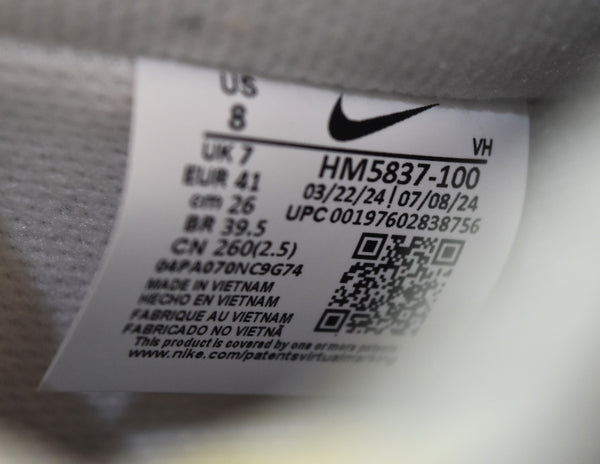 US
8
VH
UK 7
EUR 41
cm 26
BR 39.5
CN 260(2.5)
HM5837-100
03/22/24 | 07/08/24
UPC 00197602838756
04PA070NC9G74
MADE IN VIETNAM
HECHO EN VIETNAM
FABRIQUE AU VIETNAM
FABRICADO NO VIETNÃ
This product is covered by one or more patents
www.nike.com/patentsvirtualmarking